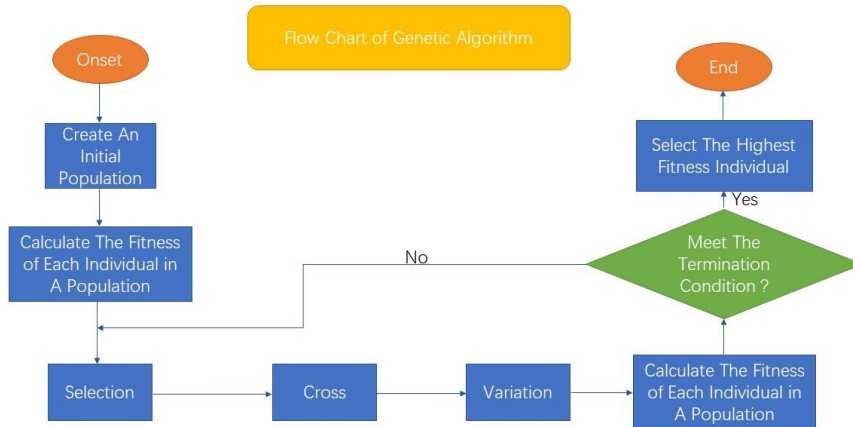 Flow Chart of Genetic Algorithm
Onset
Create An
Initial
Population
Calculate The Fitness
of Each Individual in
A Population
Selection
Cross
Variation
Calculate The Fitness
of Each Individual in
A Population
Meet The
Termination
Condition ?
No
Yes
Select The Highest
Fitness Individual
End